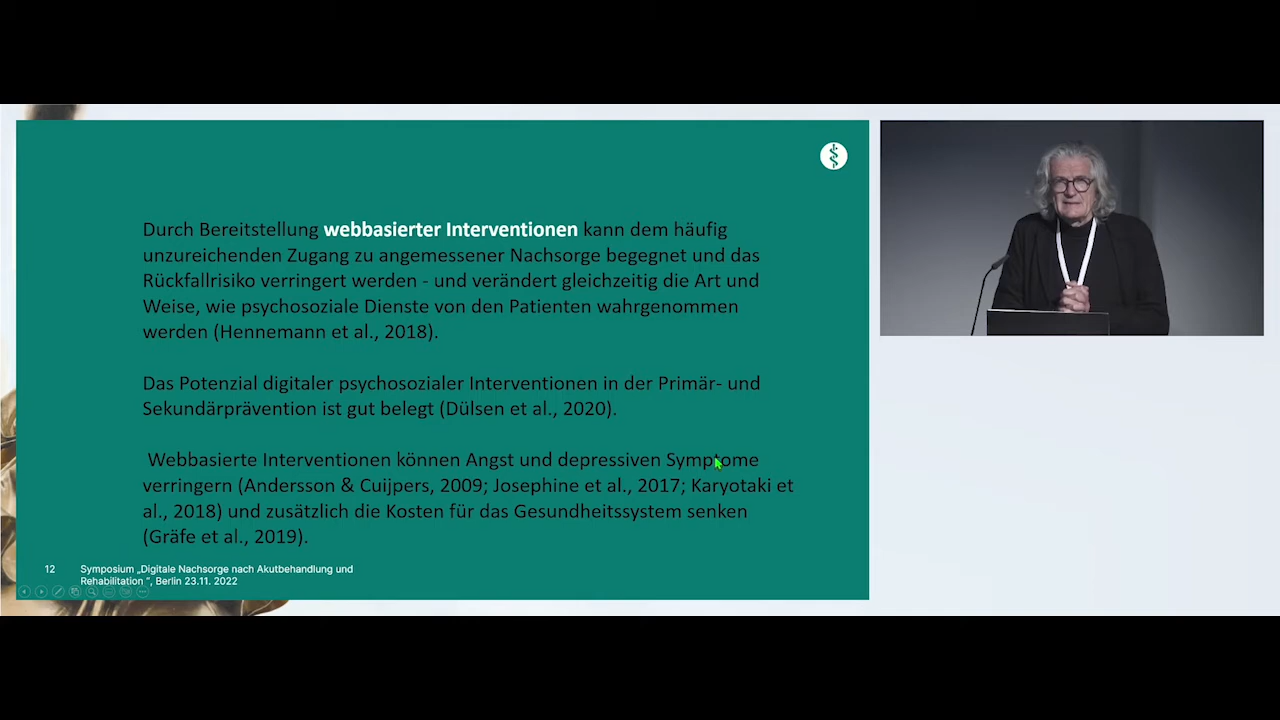 Durch Bereitstellung webbasierter Interventionen kann dem häufig
unzureichenden Zugang zu angemessener Nachsorge begegnet und das
Rückfallrisiko verringert werden - und verändert gleichzeitig die Art und
Weise, wie psychosoziale Dienste von den Patienten wahrgenommen
werden (Hennemann et al., 2018).
Das Potenzial digitaler psychosozialer Interventionen in der Primär- und
Sekundärprävention ist gut belegt (Dülsen et al., 2020).
Webbasierte Interventionen können Angst und depressiven Symptome
verringern (Andersson & Cuijpers, 2009; Josephine et al., 2017; Karyotaki et
al., 2018) und zusätzlich die Kosten für das Gesundheitssystem senken
(Gräfe et al., 2019).
12 Symposium „Digitale Nachsorge nach Akutbehandlung und
Rehabilitation “, Berlin 23.11. 2022